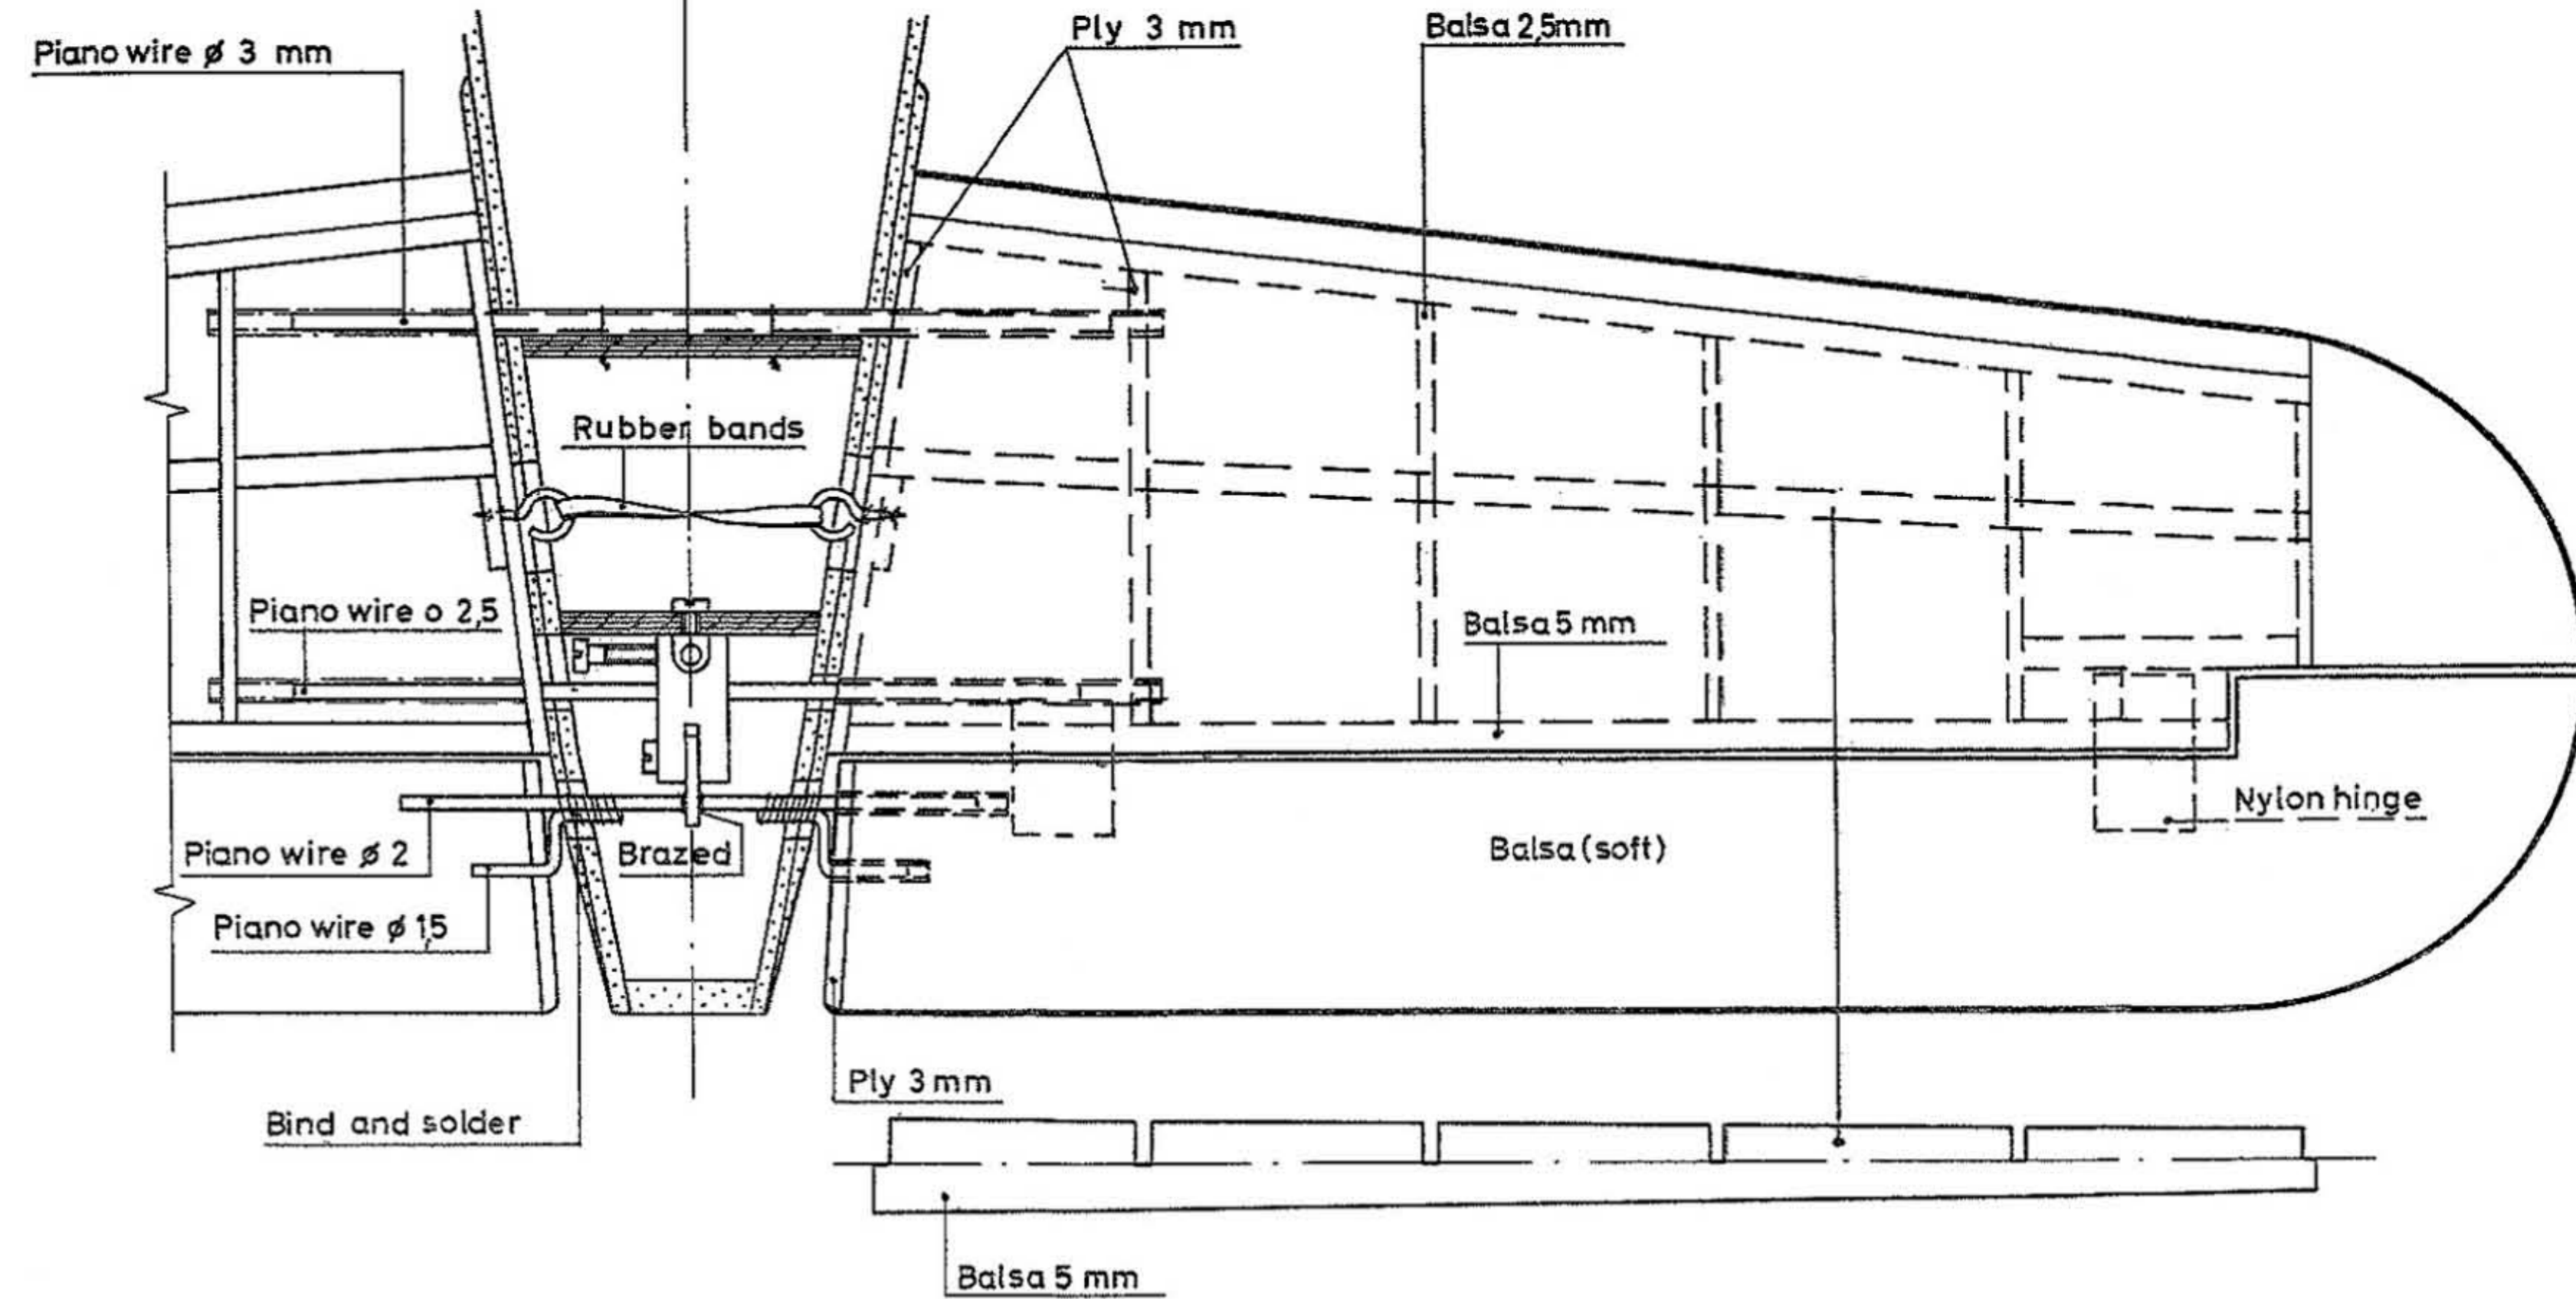 Ply 3 mm
Balsa 2,5mm
Piano wire ø 3 mm
Rubber bands
Piano wire o 2,5
Balsa 5 mm
Nylon hinge
Piano wire ø 2
Brazed
Balsa (soft)
Piano wire ø 1,5
Ply 3 mm
Bind and solder
Balsa 5 mm